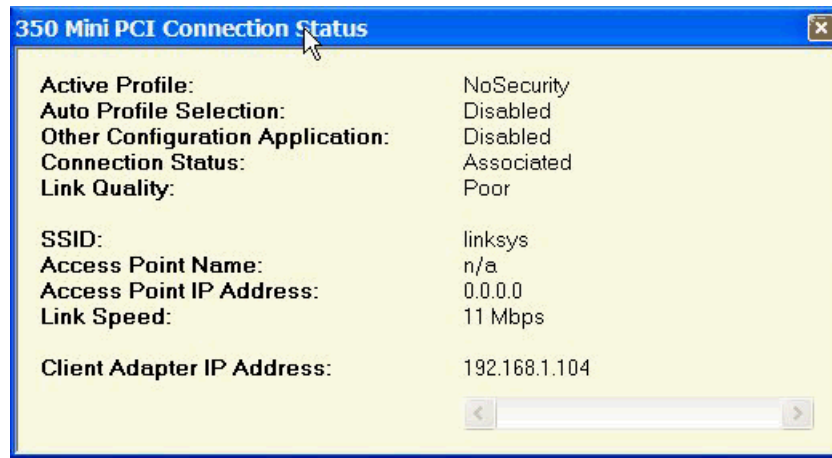 350 Mini PCI Connection Status
Active Profile: NoSecurity
Auto Profile Selection: Disabled
Other Configuration Application: Disabled
Connection Status: Associated
Link Quality: Poor
SSID: linksys
Access Point Name: n/a
Access Point IP Address: 0.0.0.0
Link Speed: 11 Mbps
Client Adapter IP Address: 192.168.1.104